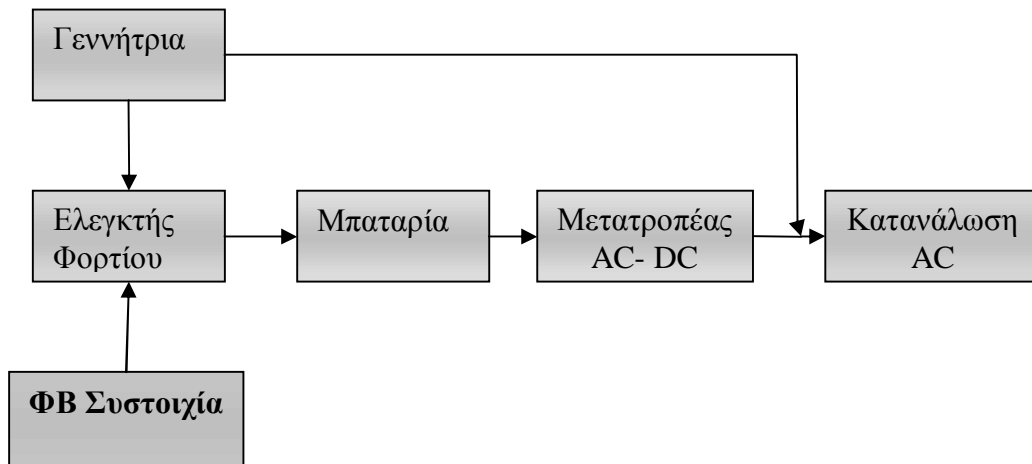 Γεννήτρια
Ελεγκτής
Φορτίου
Μπαταρία
Μετατροπέας
AC- DC
Κατανάλωση
AC
ΦΒ Συστοιχία